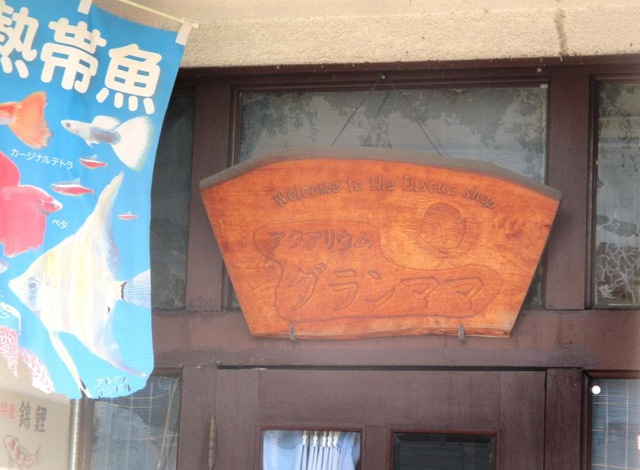 熱帯魚
カージナルテトラ
ベタ
Welcome to the Discus shop
アクアリウム
グランママ
錦鯉